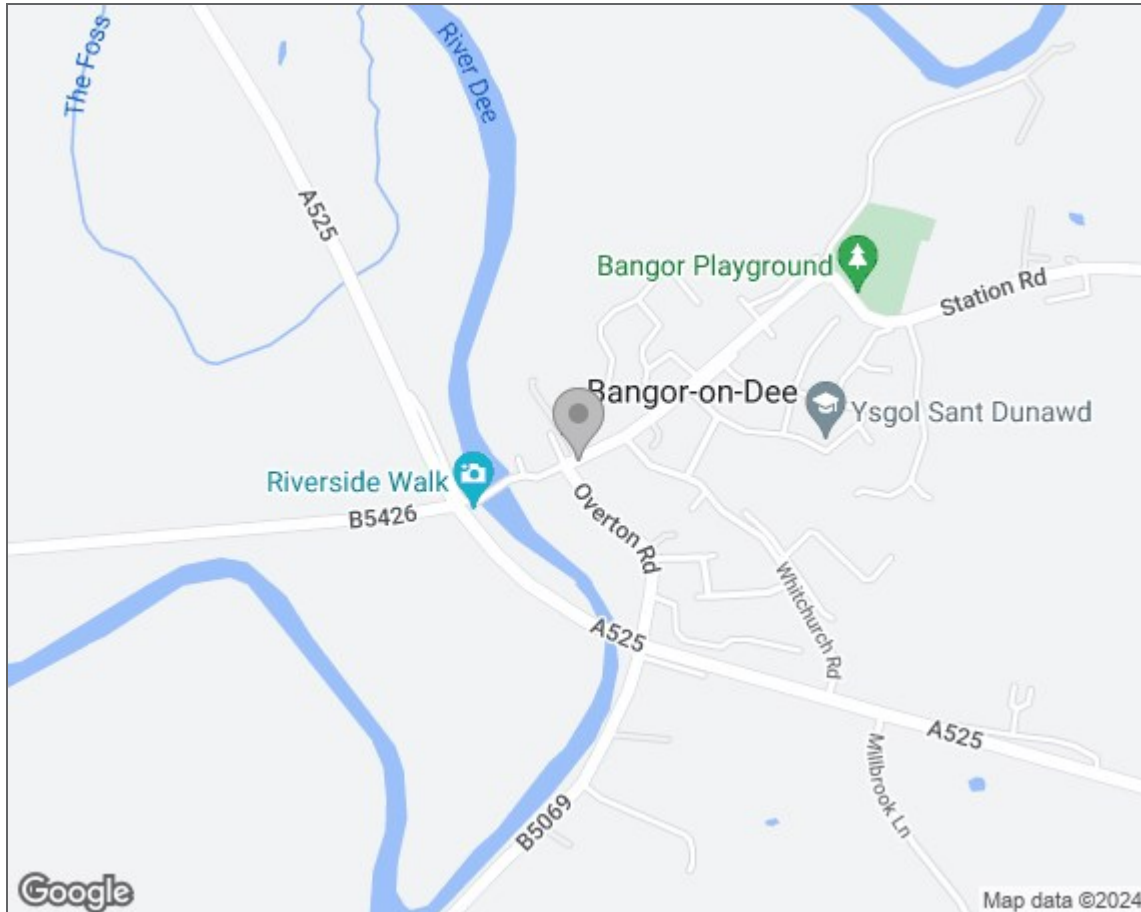 The Foss
River Dee
A525
Bangor Playground
Station Rd
Bangor-on-Dee
Ysgol Sant Dunawd
Riverside Walk
B5426
Overton Rd
Whitchurch Rd
A525
A525
Millbrook Ln
B5069
Google
Map data ©2024